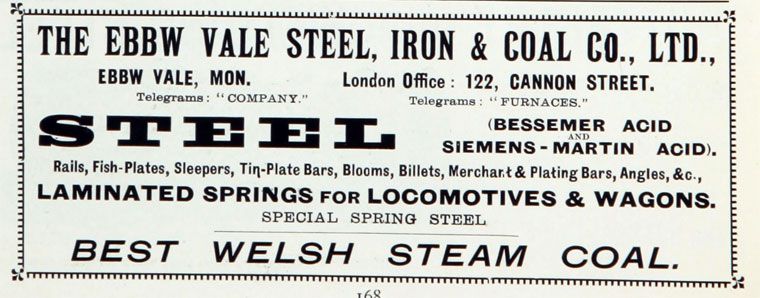 THE EBBW VALE STEEL, IRON & COAL CO., LTD.,
EBBW VALE, MON. London Office: 122, CANNON STREET.
Telegrams: "COMPANY." Telegrams: "FURNACES."
STEEL (BESSEMER ACID
AND
SIEMENS-MARTIN ACID).
Rails, Fish-Plates, Sleepers, Tin-Plate Bars, Blooms, Billets, Merchant & Plating Bars, Angles, &c.,
LAMINATED SPRINGS FOR LOCOMOTIVES & WAGONS.
SPECIAL SPRING STEEL
BEST WELSH STEAM COAL.
168